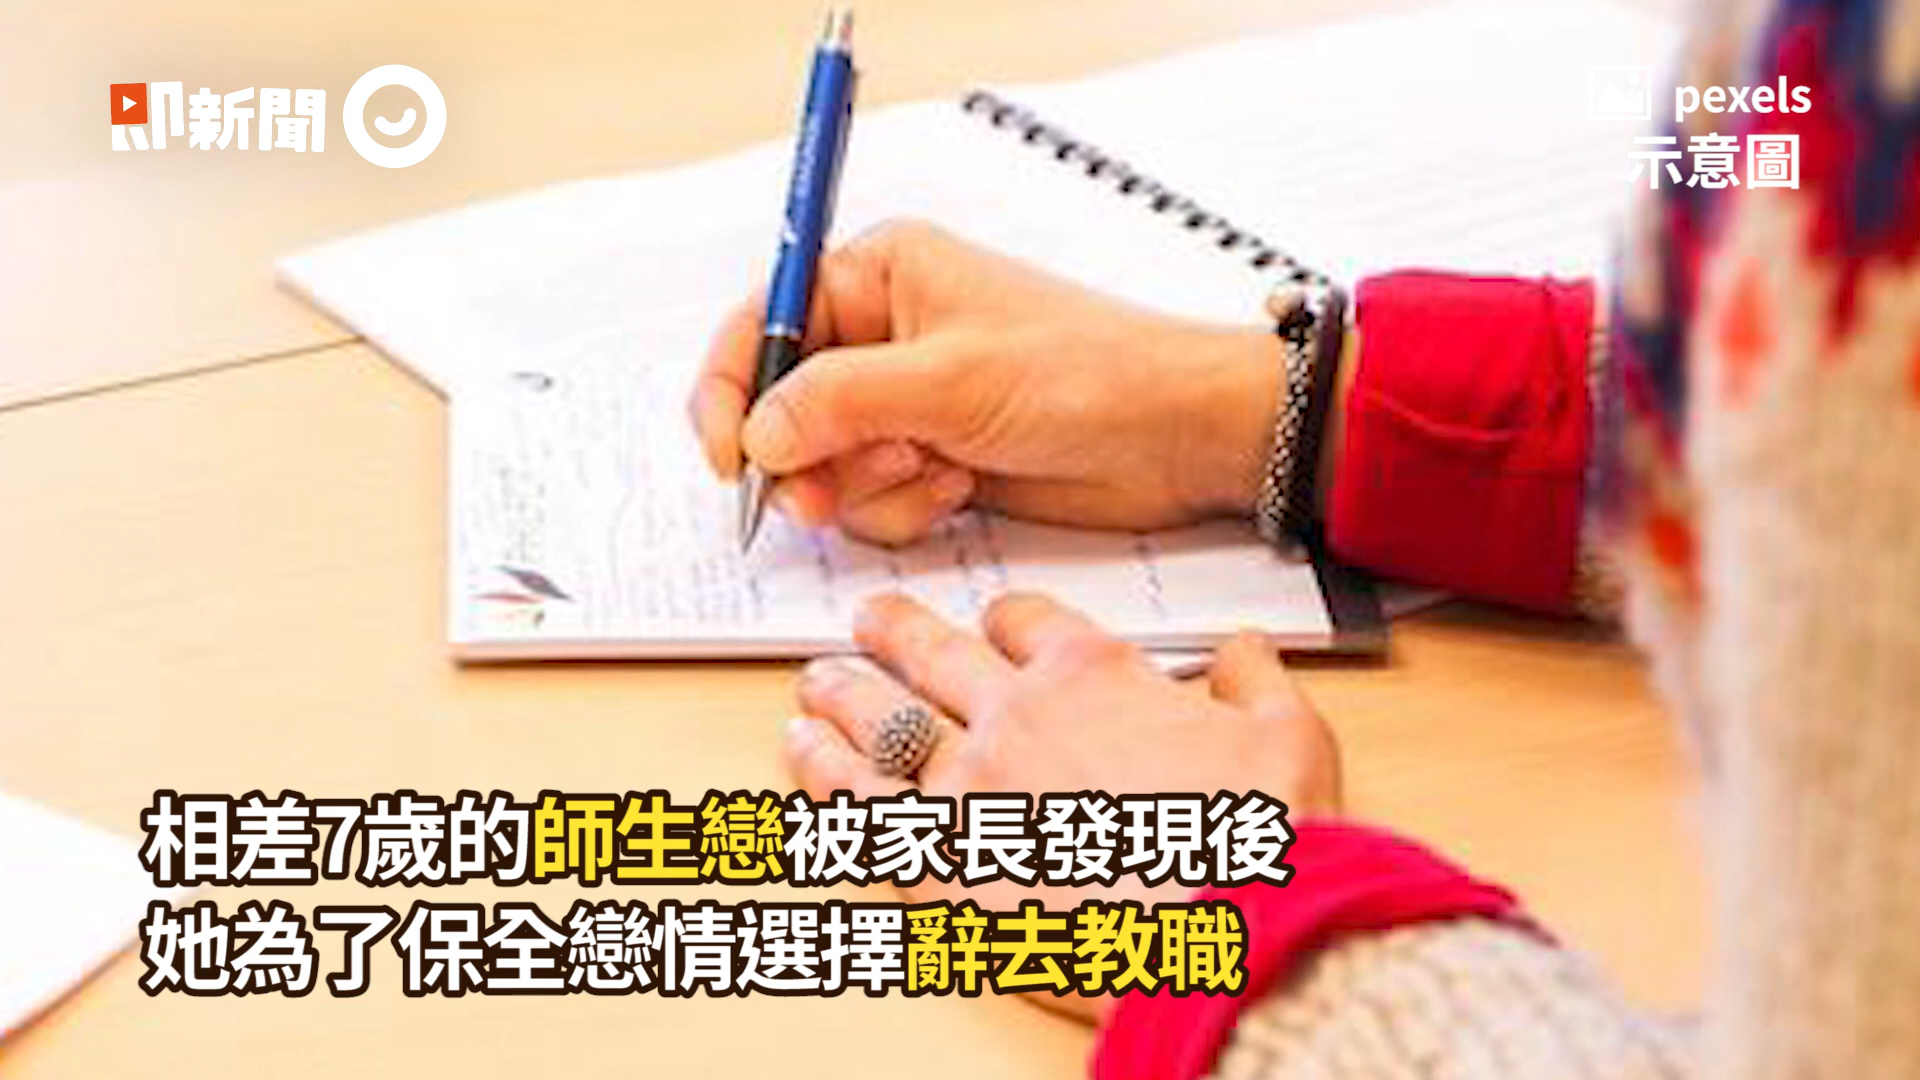 即新聞
pexels
示意圖
相差7歲的師生戀被家長發現後
她為了保全戀情選擇辭去教職